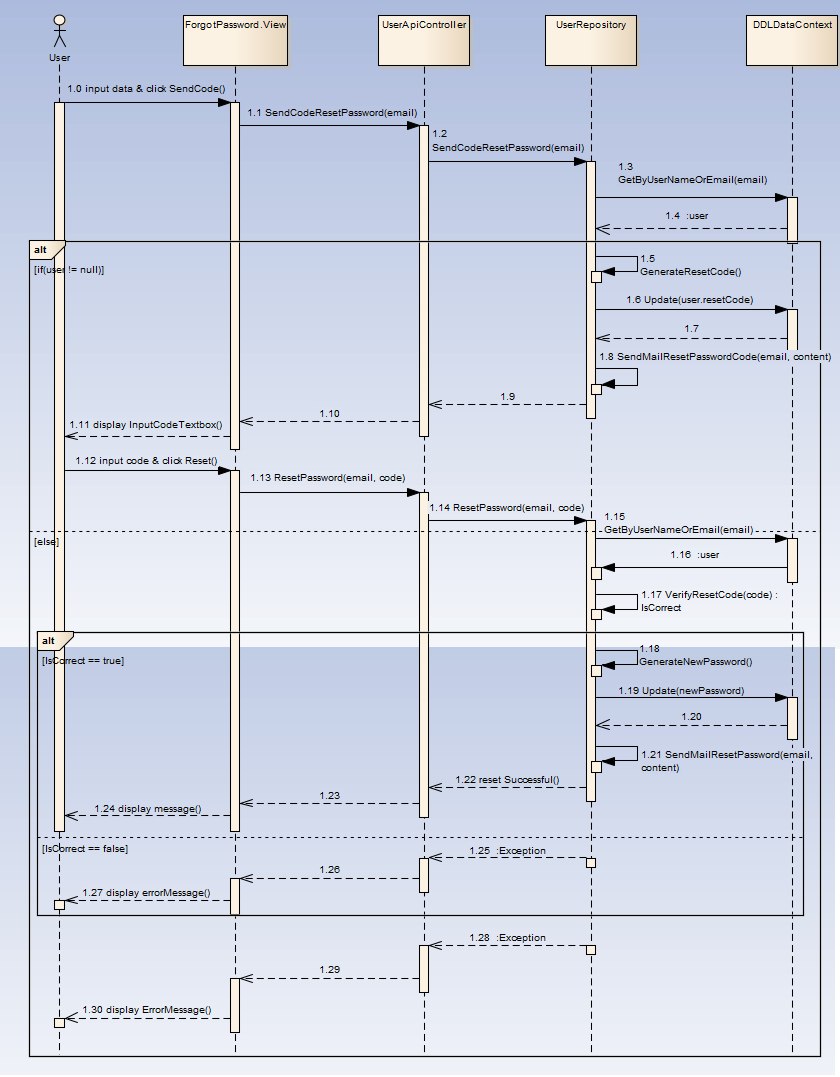 ForgotPassword.View
UserApiController
UserRepository
DDLDataContext
User
1.0 input data & click SendCode()
1.1 SendCodeResetPassword(email)
1.2
SendCodeResetPassword(email)
1.3
GetByUserNameOrEmail(email)
1.4 :user
alt
[if(user != null)]
1.5
GenerateResetCode()
1.6 Update(user.resetCode)
1.7
1.8 SendMailResetPasswordCode(email, content)
1.9
1.10
1.11 display InputCodeTextbox()
1.12 input code & click Reset()
1.13 ResetPassword(email, code)
1.14 ResetPassword(email, code)
1.15
GetByUserNameOrEmail(email)
[else]
1.16 :user
1.17 VerifyResetCode(code) :
IsCorrect
alt
[IsCorrect == true]
1.18
GenerateNewPassword()
1.19 Update(newPassword)
1.20
1.21 SendMailResetPassword(email,
content)
1.22 reset Successful()
1.23
1.24 display message()
[IsCorrect == false]
1.25 :Exception
1.26
1.27 display errorMessage()
1.28 :Exception
1.29
1.30 display ErrorMessage()